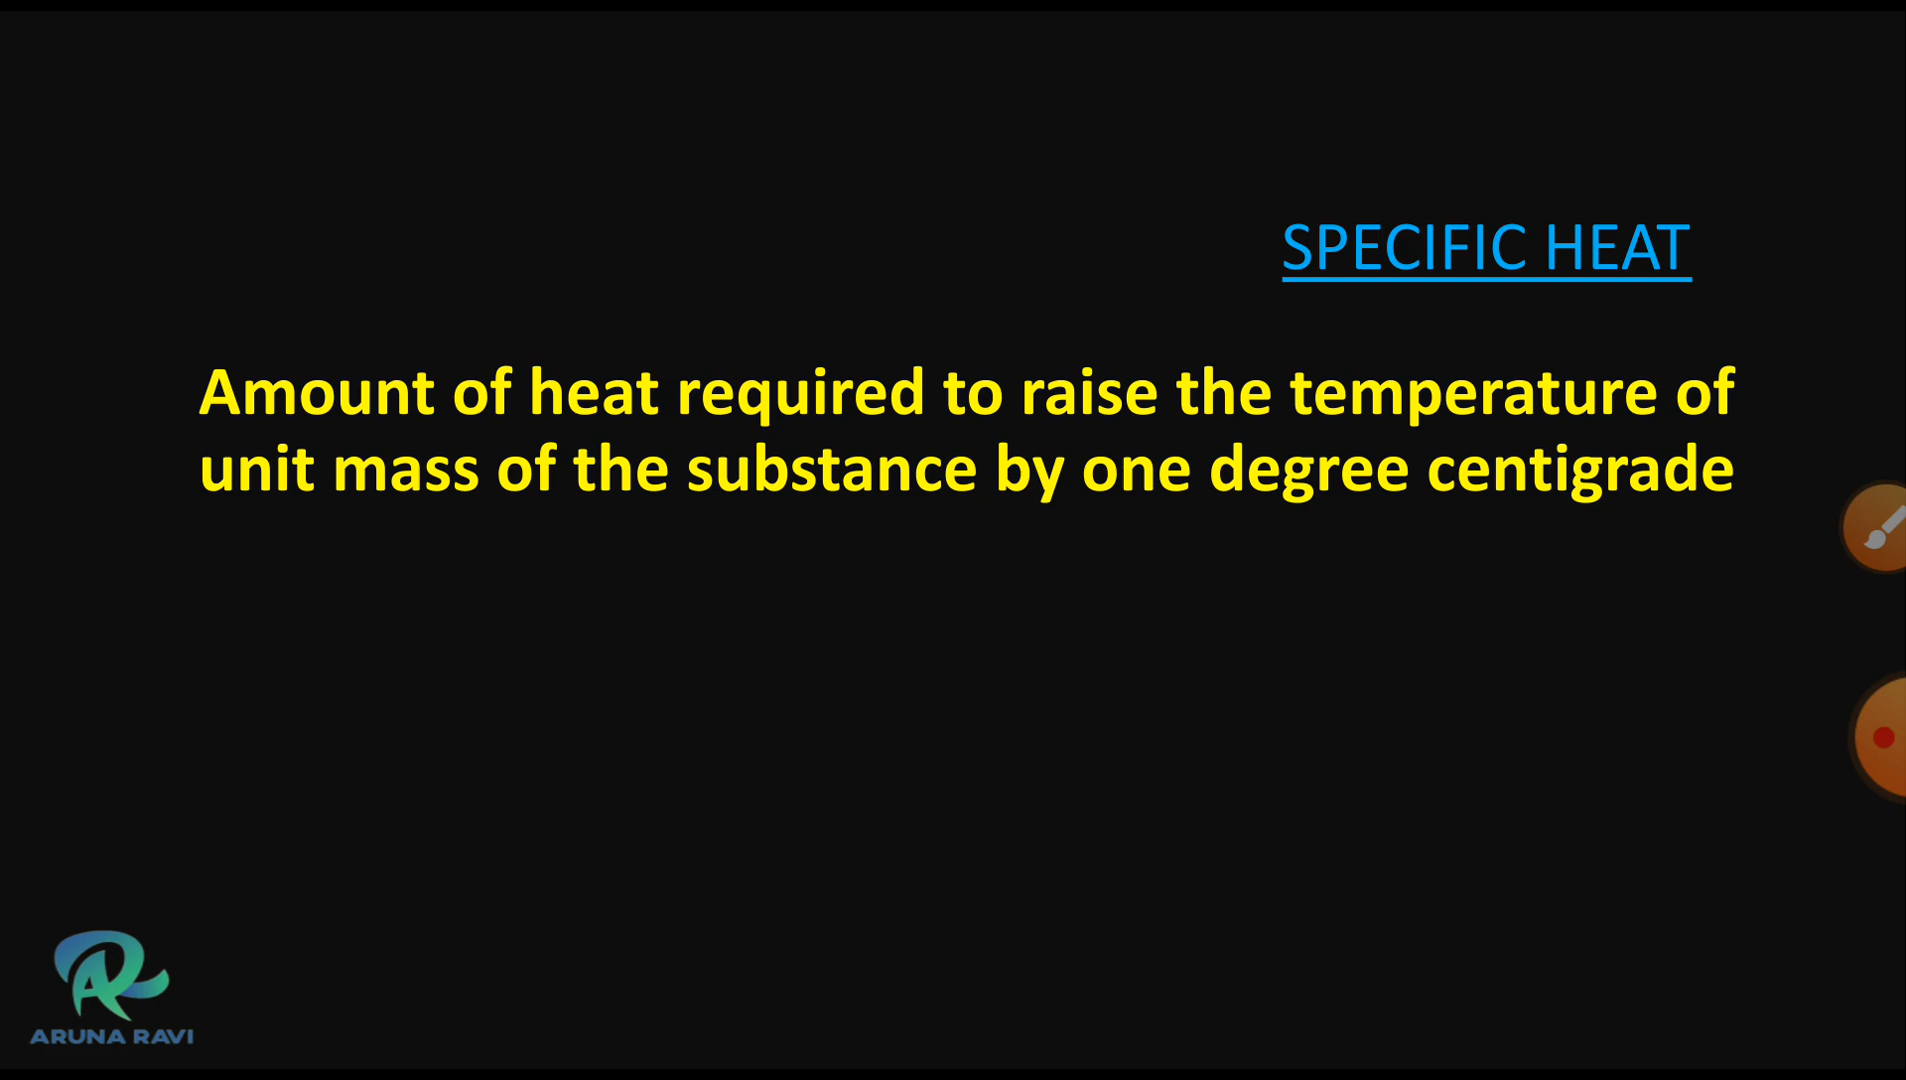 SPECIFIC HEAT
Amount of heat required to raise the temperature of
unit mass of the substance by one degree centigrade
ARUNA RAVI